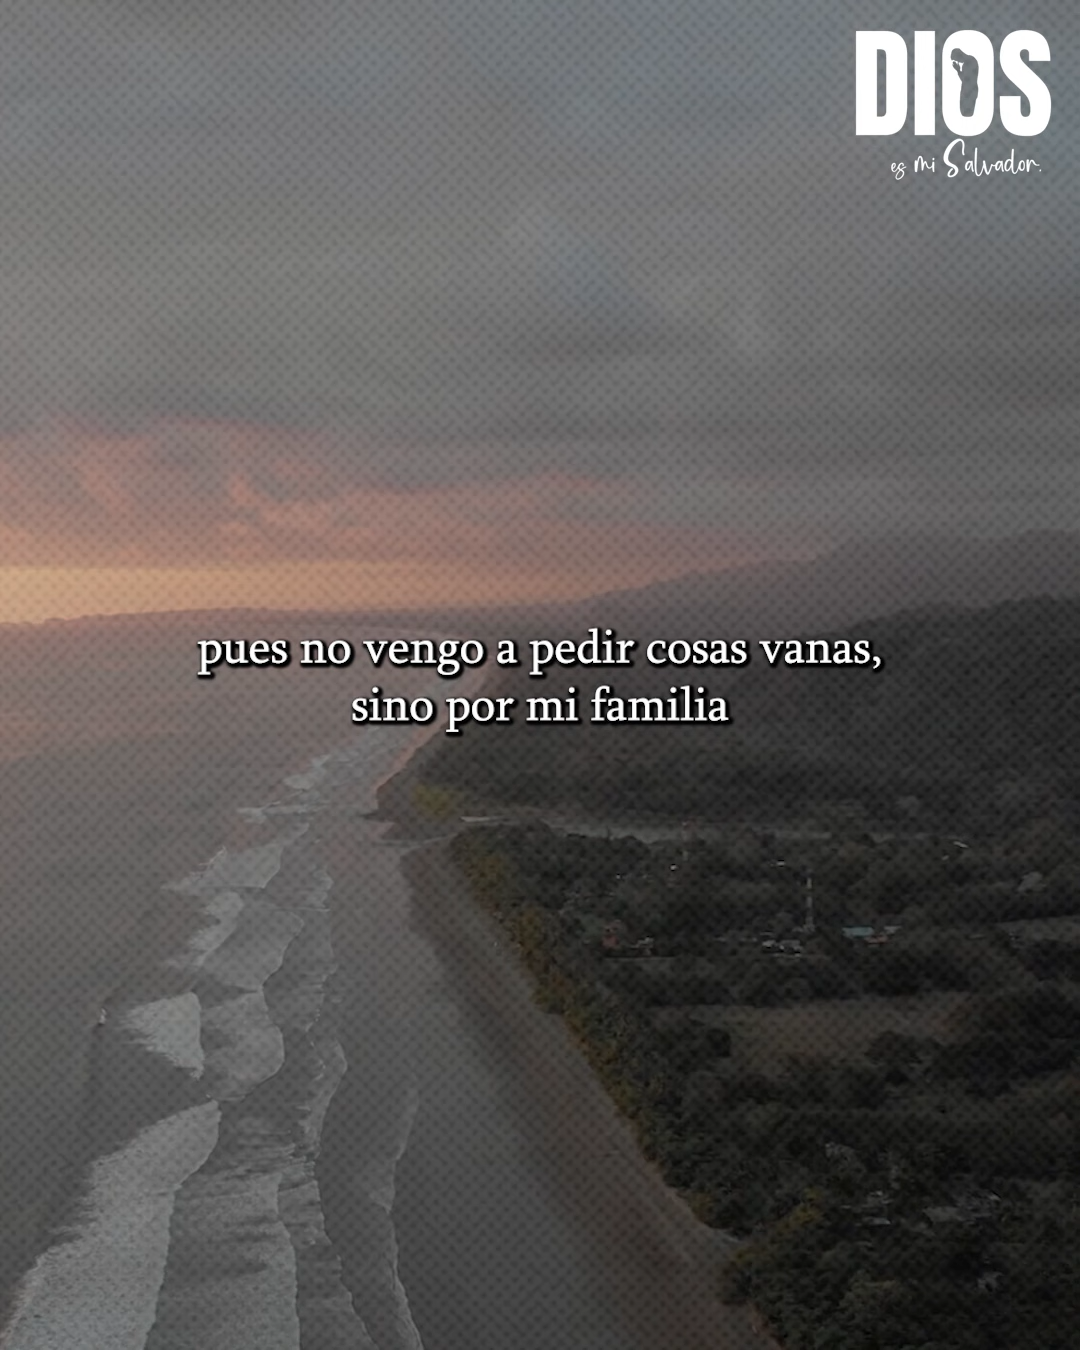 DIOS
es mi Salvador.
pues no vengo a pedir cosas vanas,
sino por mi familia